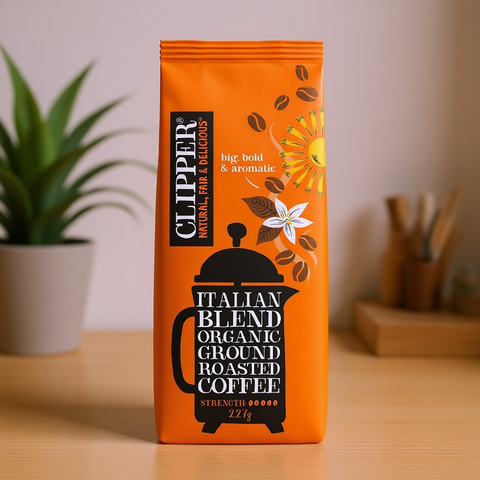 CLIPPER®
NATURAL, FAIR & DELICIOUS™
big, bold
& aromatic
ITALIAN
BLEND
ORGANIC
GROUND
ROASTED
COFFEE
STRENGTH:
227g